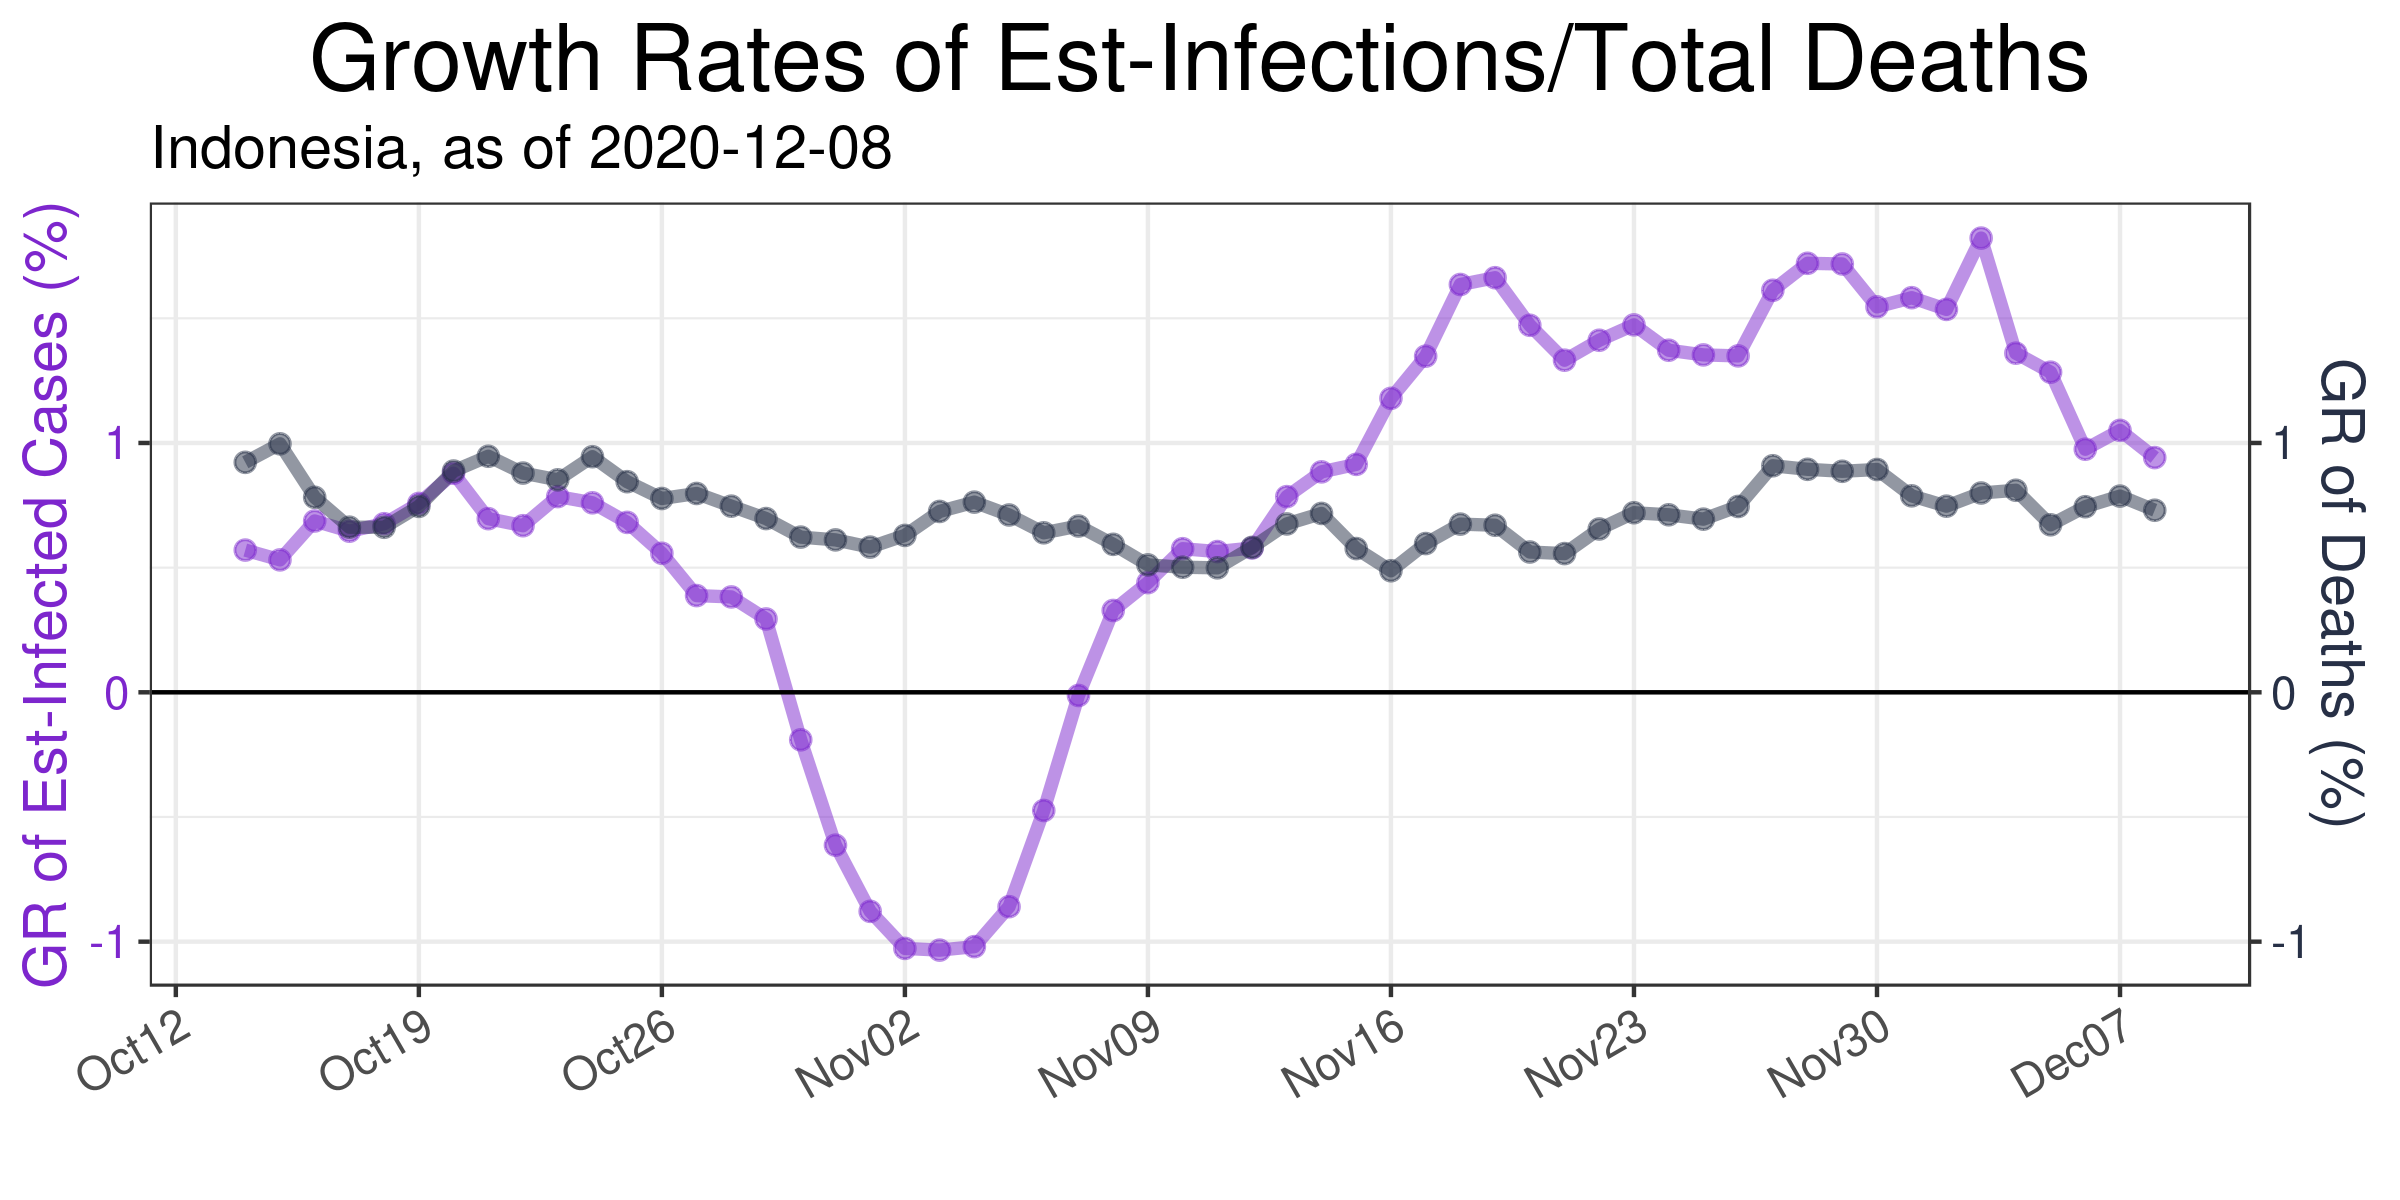 Growth Rates of Est-Infections/Total Deaths
Indonesia, as of 2020-12-08
GR of Est-Infected Cases (%)
1
0
-1
1
0
-1
GR of Deaths (%)
Oct12
Oct19
Oct26
Nov02
Nov09
Nov16
Nov23
Nov30
Dec07